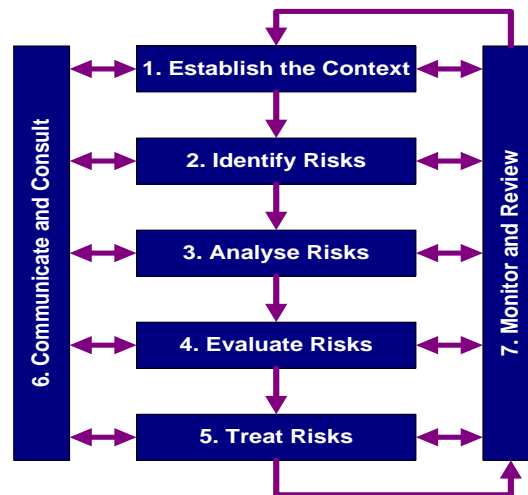 1. Establish the Context
2. Identify Risks
3. Analyse Risks
4. Evaluate Risks
5. Treat Risks
6. Communicate and Consult
7. Monitor and Review